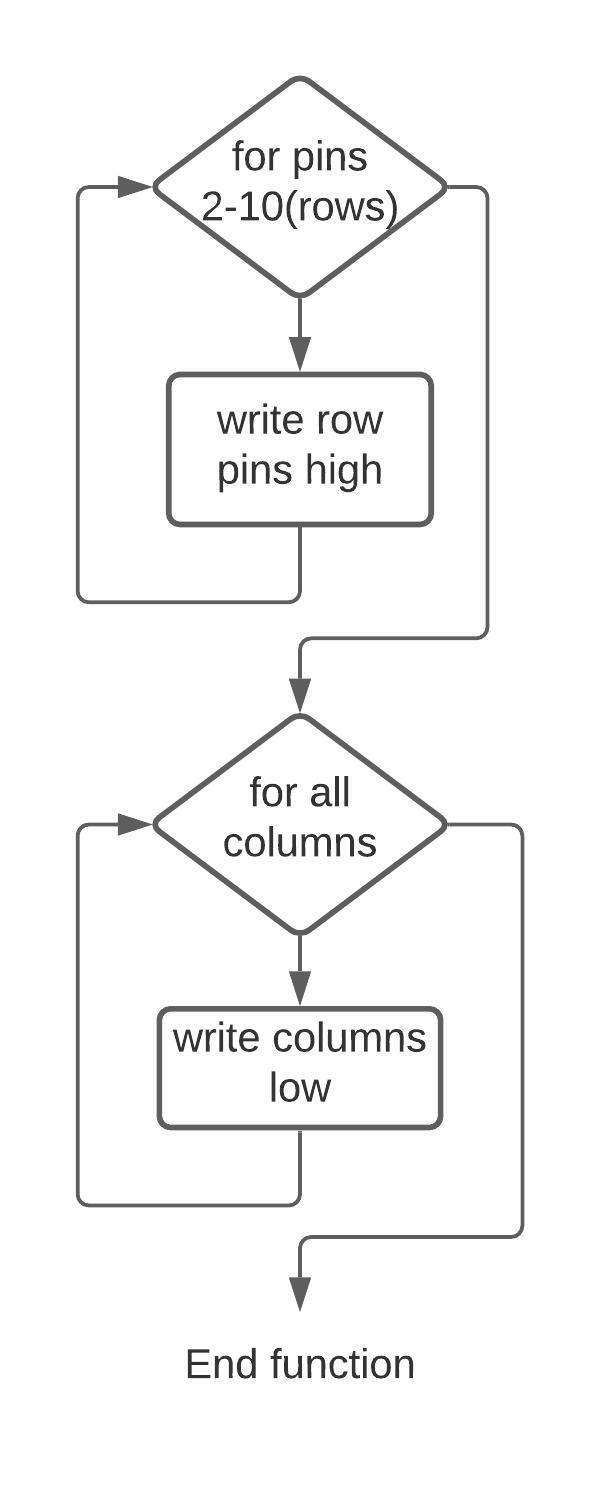 for pins
2-10(rows)
write row
pins high
for all
columns
write columns
low
End function